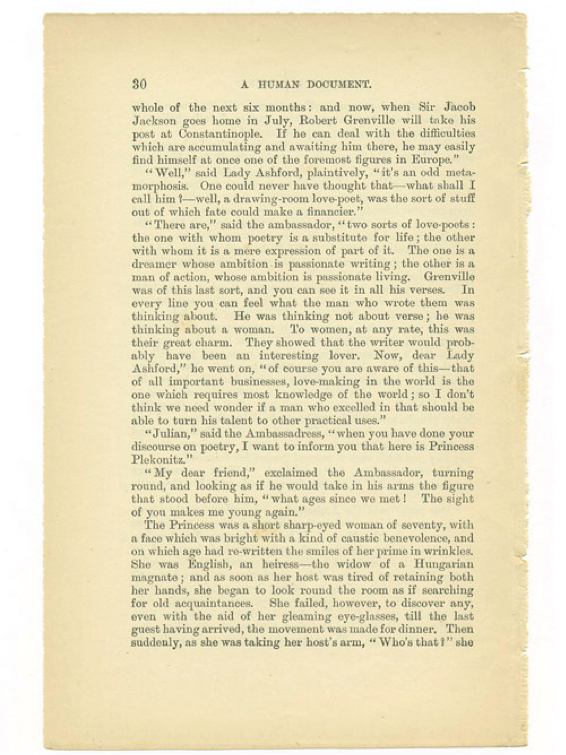 30 A HUMAN DOCUMENT.
whole of the next six months: and now, when Sir Jacob
Jackson goes home in July, Robert Grenville will take his
post at Constantinople. If he can deal with the difficulties
which are accumulating and awaiting him there, he may easily
find himself at once one of the foremost figures in Europe."
"Well," said Lady Ashford, plaintively, "it's an odd meta-
morphosis. One could never have thought that—what shall I
call him?—well, a drawing-room love-poet, was the sort of stuff
out of which fate could make a financier."
"There are," said the ambassador, "two sorts of love-poets:
the one with whom poetry is a substitute for life; the other
with whom it is a mere expression of part of it. The one is a
dreamer whose ambition is passionate writing; the other is a
man of action, whose ambition is passionate living. Grenville
was of this last sort, and you can see it in all his verses. In
every line you can feel what the man who wrote them was
thinking about. He was thinking not about verse; he was
thinking about a woman. To women, at any rate, this was
their great charm. They showed that the writer would prob-
ably have been an interesting lover. Now, dear Lady
Ashford," he went on, "of course you are aware of this—that
of all important businesses, love-making in the world is the
one which requires most knowledge of the world; so I don't
think we need wonder if a man who excelled in that should be
able to turn his talent to other practical uses."
"Julian," said the Ambassadress, "when you have done your
discourse on poetry, I want to inform you that here is Princess
Plekonitz."
"My dear friend," exclaimed the Ambassador, turning
round, and looking as if he would take in his arms the figure
that stood before him, "what ages since we met! The sight
of you makes me young again."
The Princess was a short sharp-eyed woman of seventy, with
a face which was bright with a kind of caustic benevolence, and
on which age had re-written the smiles of her prime in wrinkles.
She was English, an heiress—the widow of a Hungarian
magnate; and as soon as her host was tired of retaining both
her hands, she began to look round the room as if searching
for old acquaintances. She failed, however, to discover any,
even with the aid of her gleaming eye-glasses, till the last
guest having arrived, the movement was made for dinner. Then
suddenly, as she was taking her host's arm, "Who's that?" she